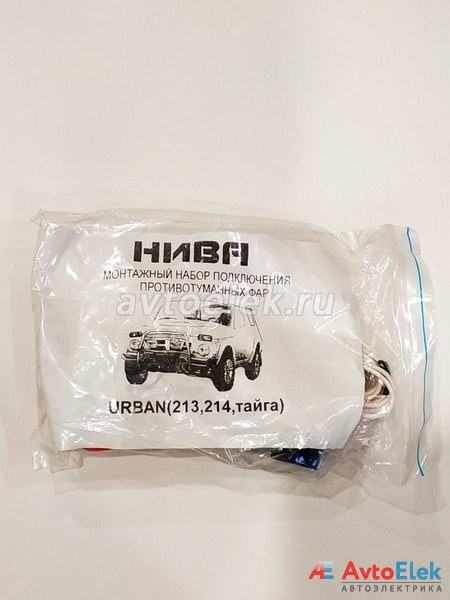 НИВА
МОНТАЖНЫЙ НАБОР ПОДКЛЮЧЕНИЯ
ПРОТИВОТУМАННЫХ ФАР
avtoelek.ru
URBAN(213,214,тайга)
AvtoElek
АВТОЭЛЕКТРИКА